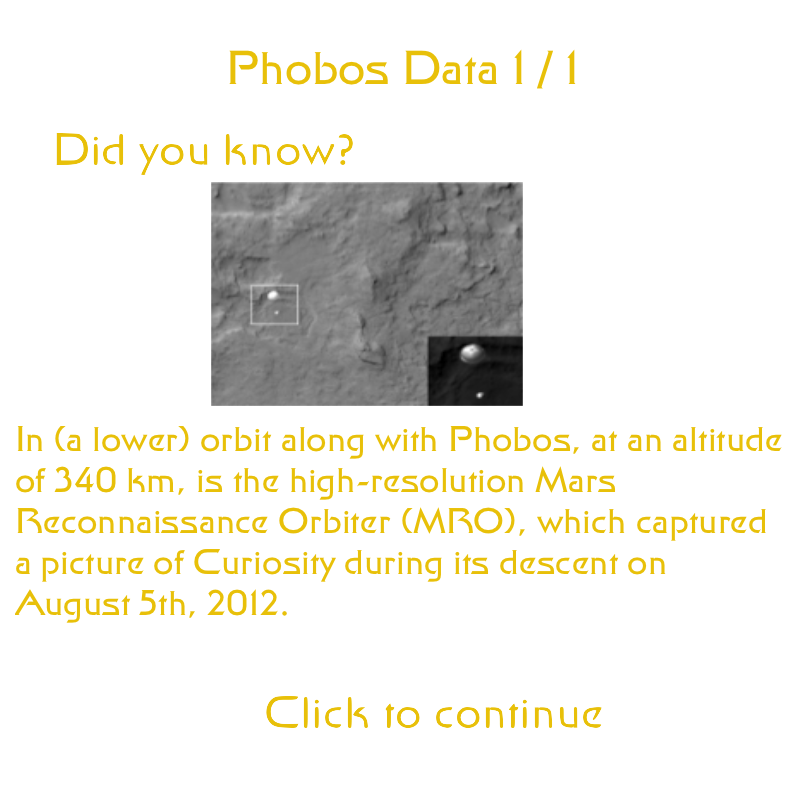 Phobos Data 1 / 1
Did you know?
In (a lower) orbit along with Phobos, at an altitude
of 340 km, is the high-resolution Mars
Reconnaissance Orbiter (MRO), which captured
a picture of Curiosity during its descent on
August 5th, 2012.
Click to continue